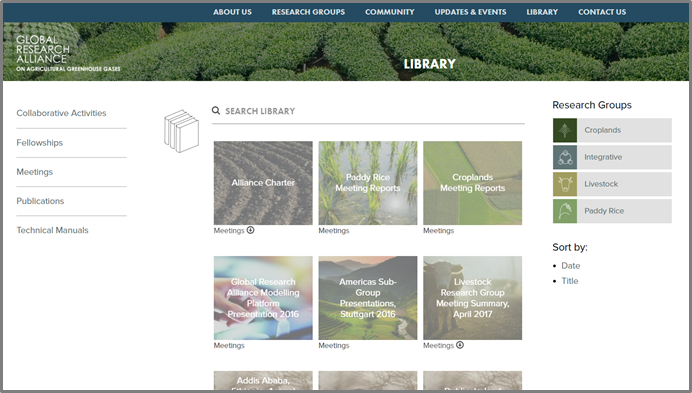 ABOUT US
RESEARCH GROUPS
COMMUNITY
UPDATES & EVENTS
LIBRARY
CONTACT US
GLOBAL
RESEARCH
ALLIANCE
ON AGRICULTURAL GREENHOUSE GASES
LIBRARY
Collaborative Activities
Fellowships
Meetings
Publications
Technical Manuals
SEARCH LIBRARY
Alliance Charter
Meetings
Paddy Rice
Meeting Reports
Meetings
Croplands
Meeting Reports
Meetings
Global Research
Alliance Modelling
Platform
Presentation 2016
Meetings
Americas Sub-
Group
Presentations,
Stuttgart 2016
Meetings
Livestock
Research Group
Meeting Summary,
April 2017
Meetings
Addis Ababa,
Research Groups
Croplands
Integrative
Livestock
Paddy Rice
Sort by:
Date
Title